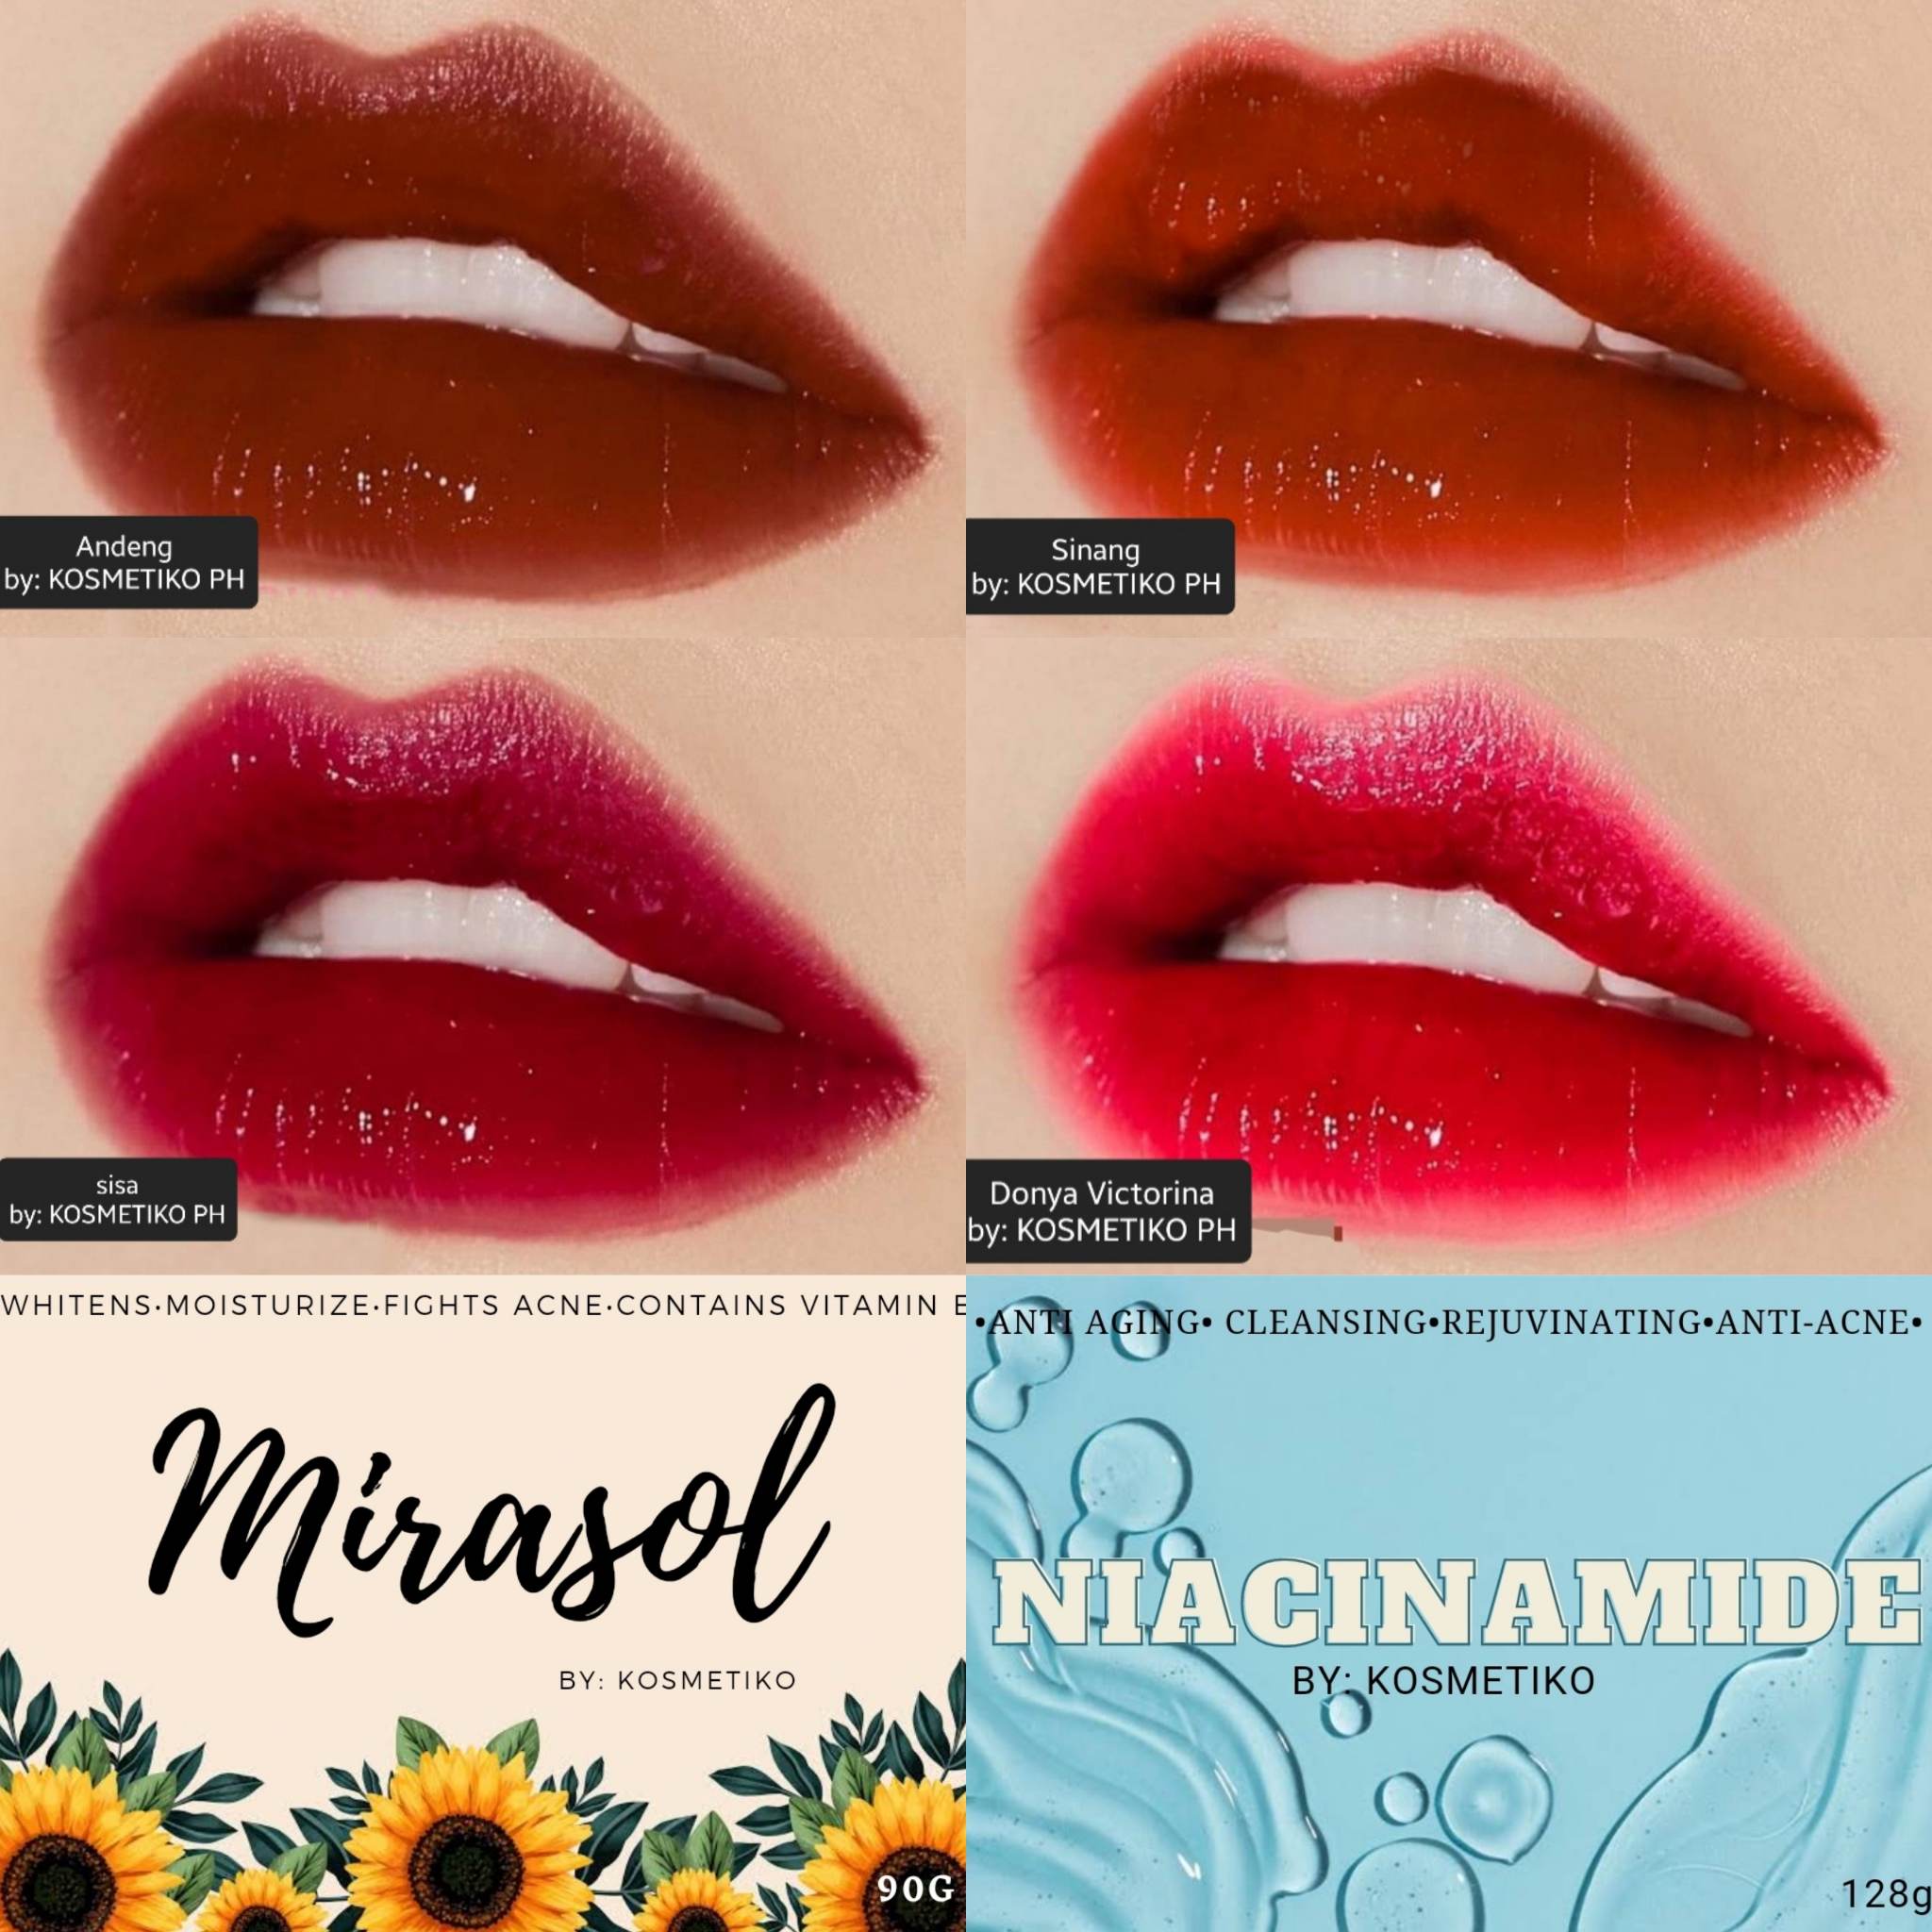 Andeng
by: KOSMETIKO PH
Sinang
by: KOSMETIKO PH
sisa
by: KOSMETIKO PH
Donya Victorina
by: KOSMETIKO PH
WHITENS•MOISTURIZE•FIGHTS ACNE•CONTAINS VITAMIN E
Mirasol
BY: KOSMETIKO
90G
•ANTI AGING• CLEANSING•REJUVINATING•ANTI-ACNE•
NIACINAMIDE
BY: KOSMETIKO
128g